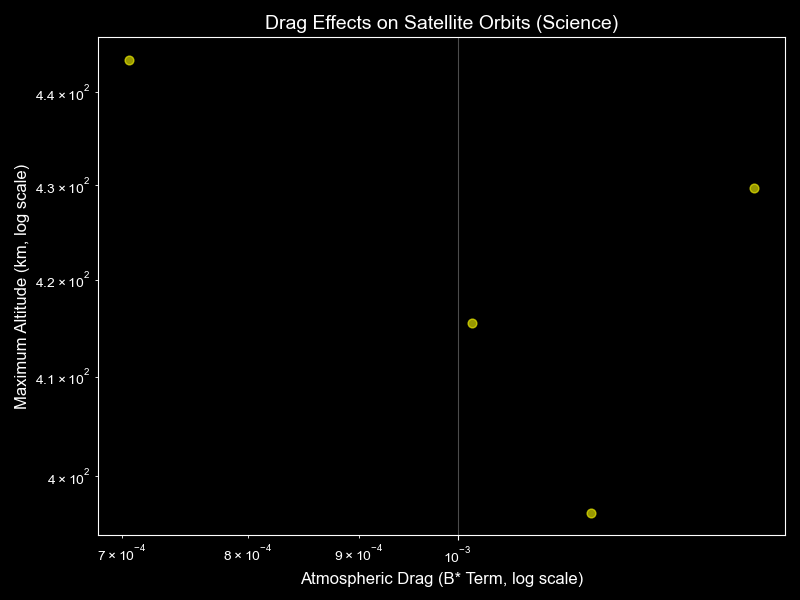 Drag Effects on Satellite Orbits (Science)
Maximum Altitude (km, log scale)
4.4 × 10²
4.3 × 10²
4.2 × 10²
4.1 × 10²
4 × 10²
7 × 10⁻⁴
8 × 10⁻⁴
9 × 10⁻⁴
10⁻³
Atmospheric Drag (B* Term, log scale)